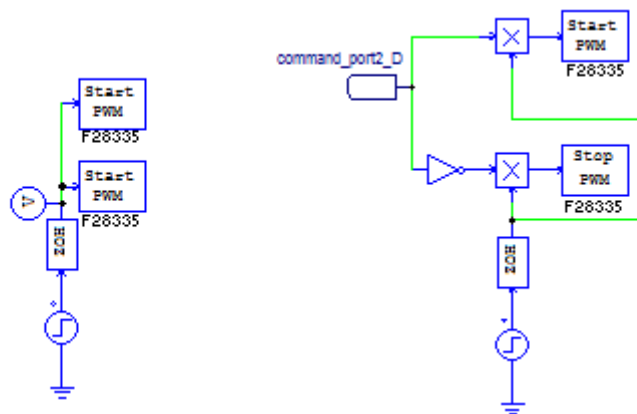 command_port2_D
Start
PWM
F28335
Start
PWM
F28335
Start
PWM
F28335
Stop
PWM
F28335
V
ZOH
ZOH